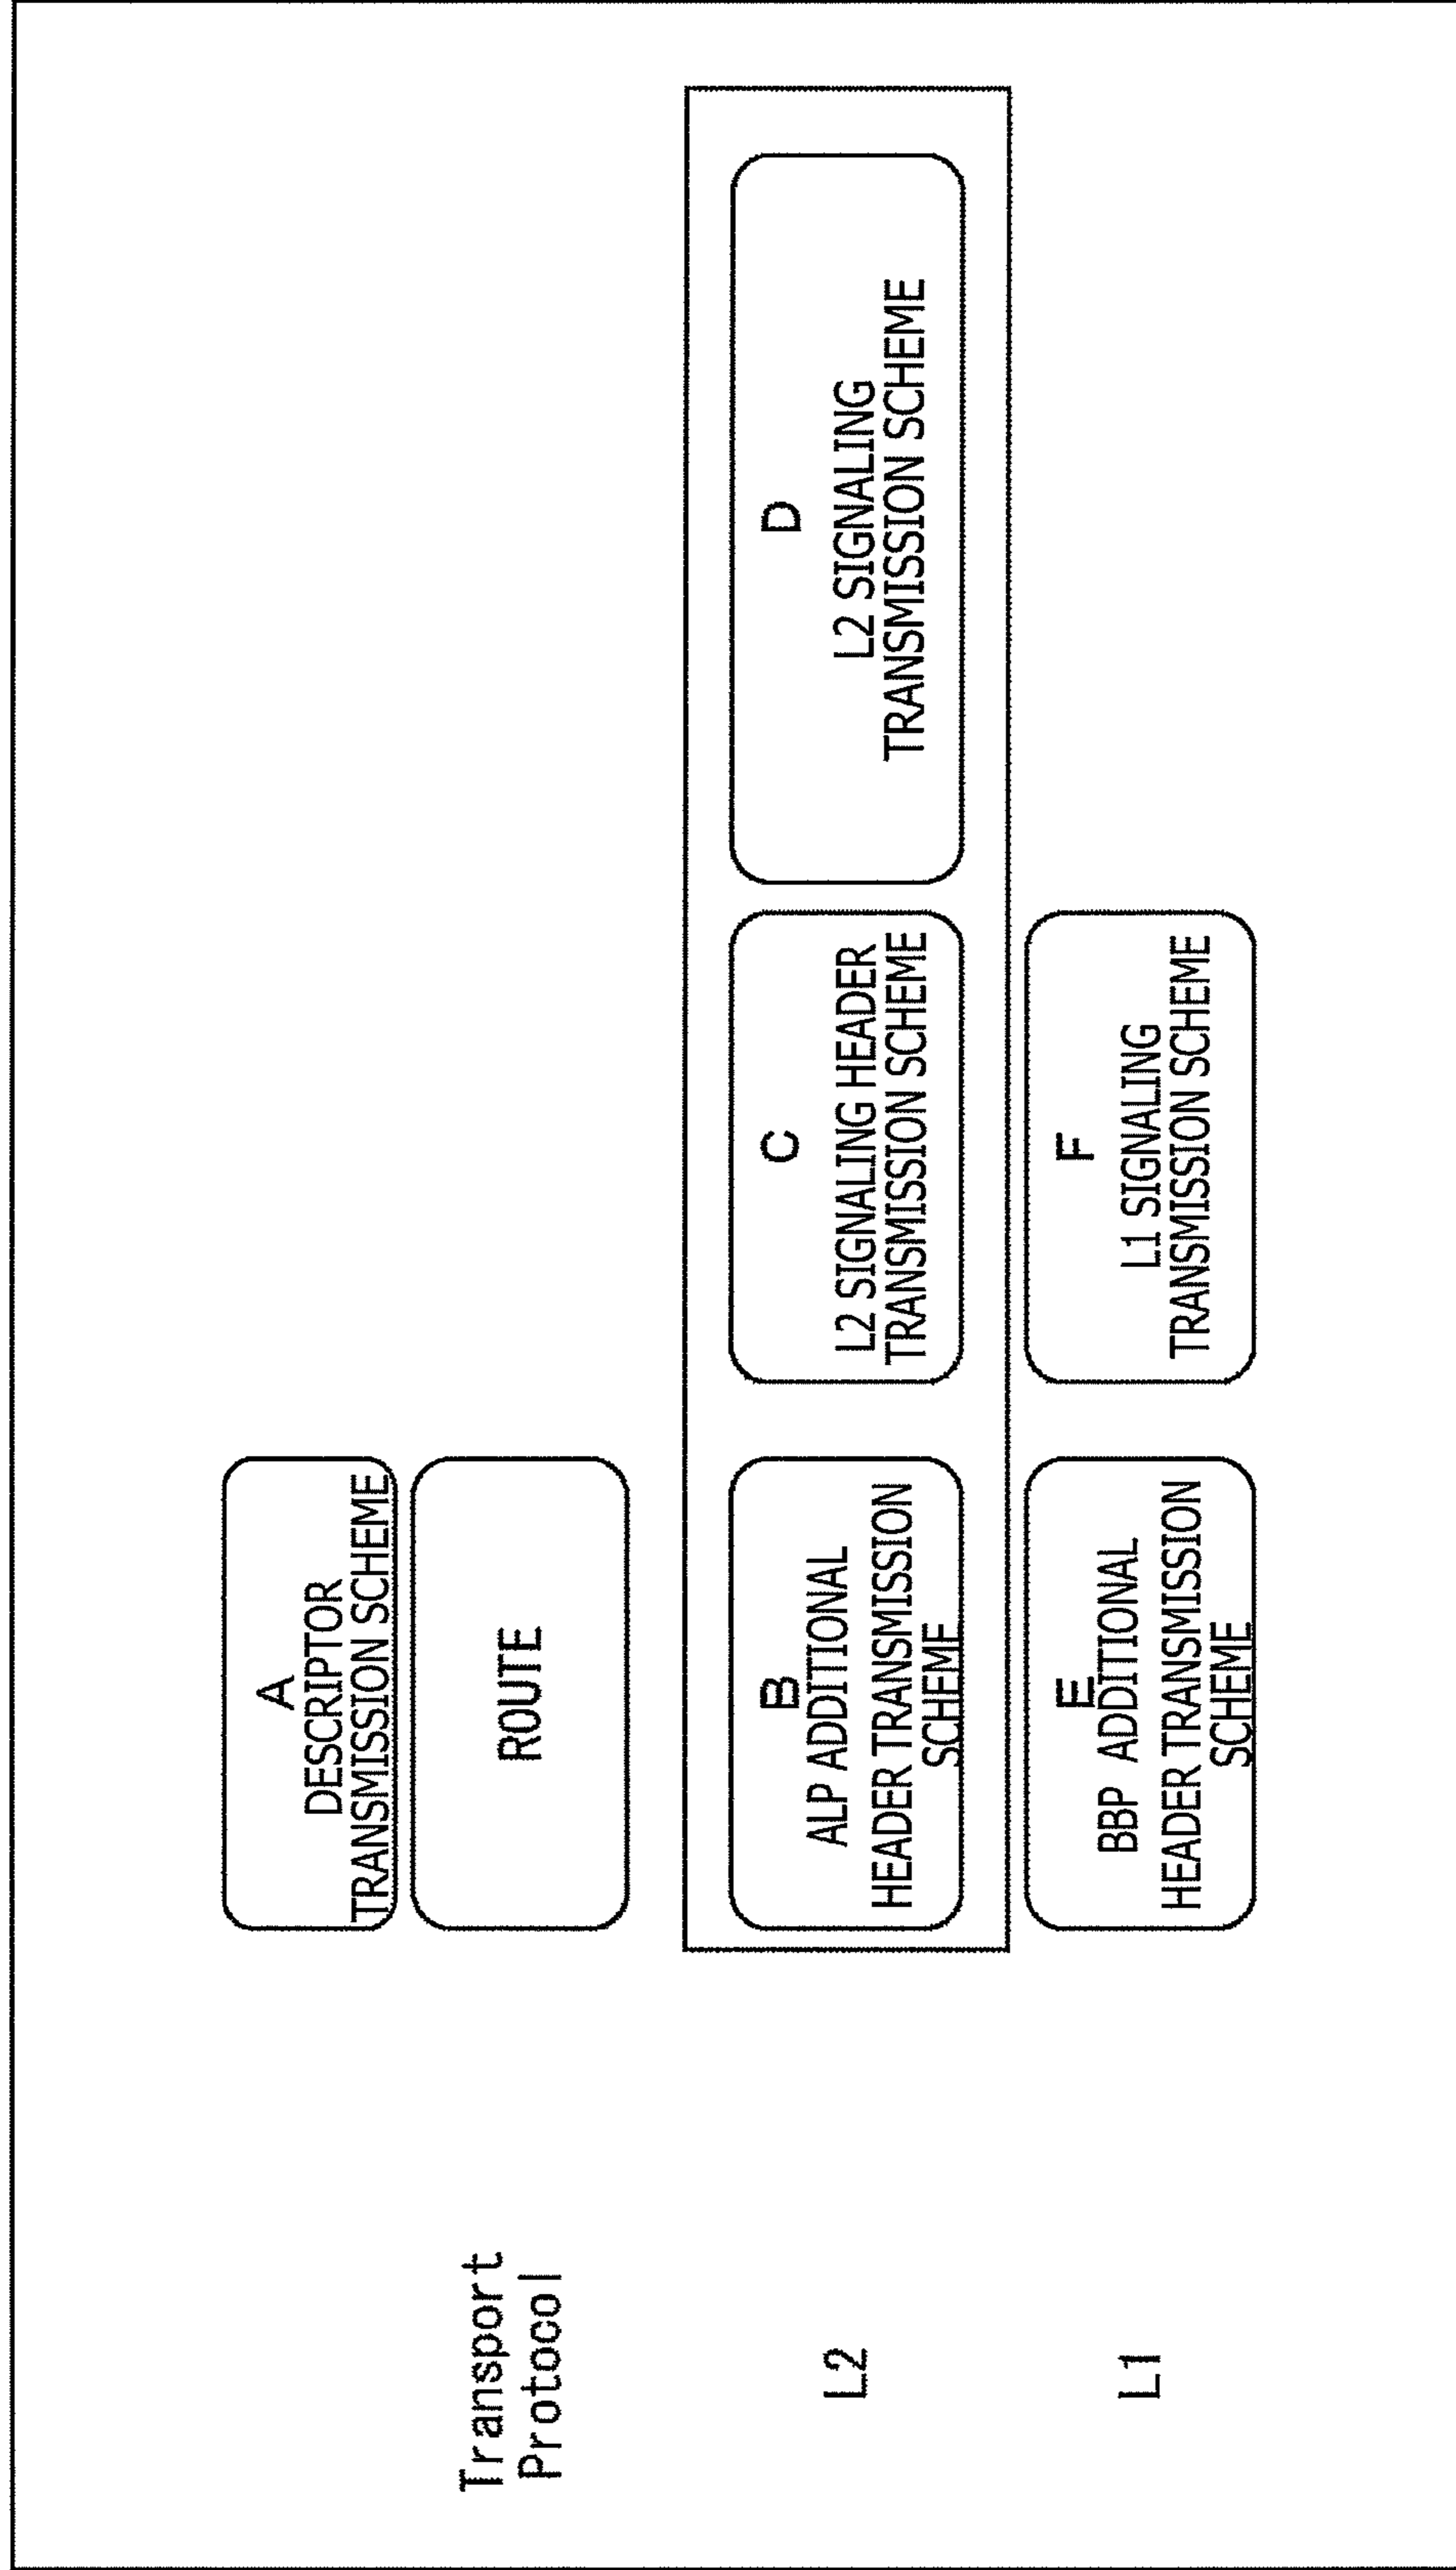 A
DESCRIPTOR
TRANSMISSION SCHEME
Transport
Protocol
ROUTE
L2
B
ALP ADDITIONAL
HEADER TRANSMISSION
SCHEME
C
L2 SIGNALING HEADER
TRANSMISSION SCHEME
D
L2 SIGNALING
TRANSMISSION SCHEME
L1
E
BBP ADDITIONAL
HEADER TRANSMISSION
SCHEME
F
L1 SIGNALING
TRANSMISSION SCHEME